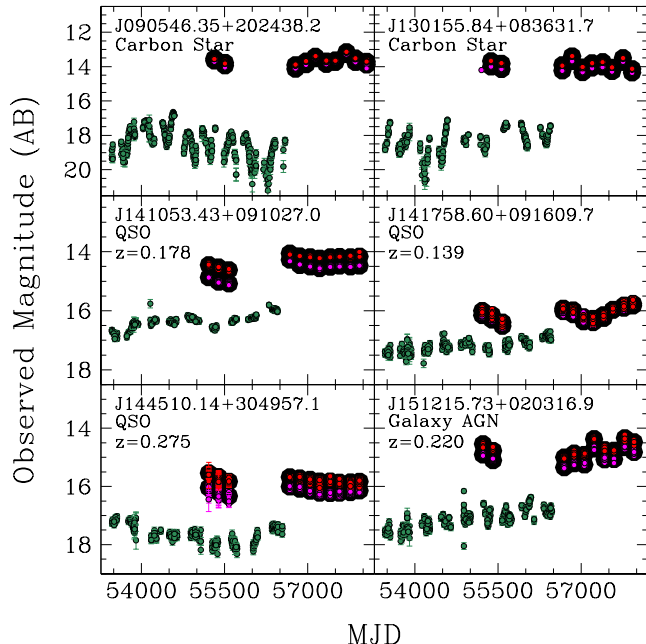 J090546.35+202438.2
Carbon Star
J130155.84+083631.7
Carbon Star
12
14
16
18
20
J141053.43+091027.0
QSO
z=0.178
J141758.60+091609.7
QSO
z=0.139
14
16
18
J144510.14+304957.1
QSO
z=0.275
J151215.73+020316.9
Galaxy AGN
z=0.220
14
16
18
54000
55500
57000
54000
55500
57000
Observed Magnitude (AB)
MJD